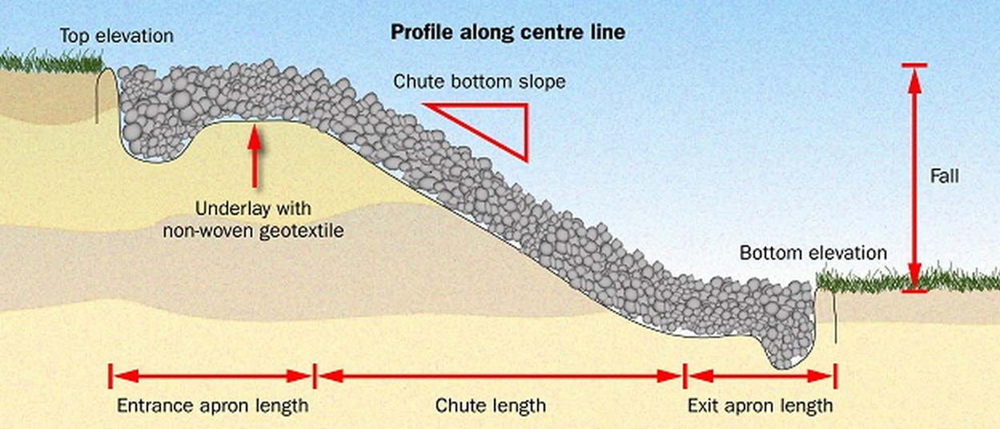 Profile along centre line
Top elevation
Chute bottom slope
Fall
Underlay with
non-woven geotextile
Bottom elevation
Entrance apron length
Chute length
Exit apron length